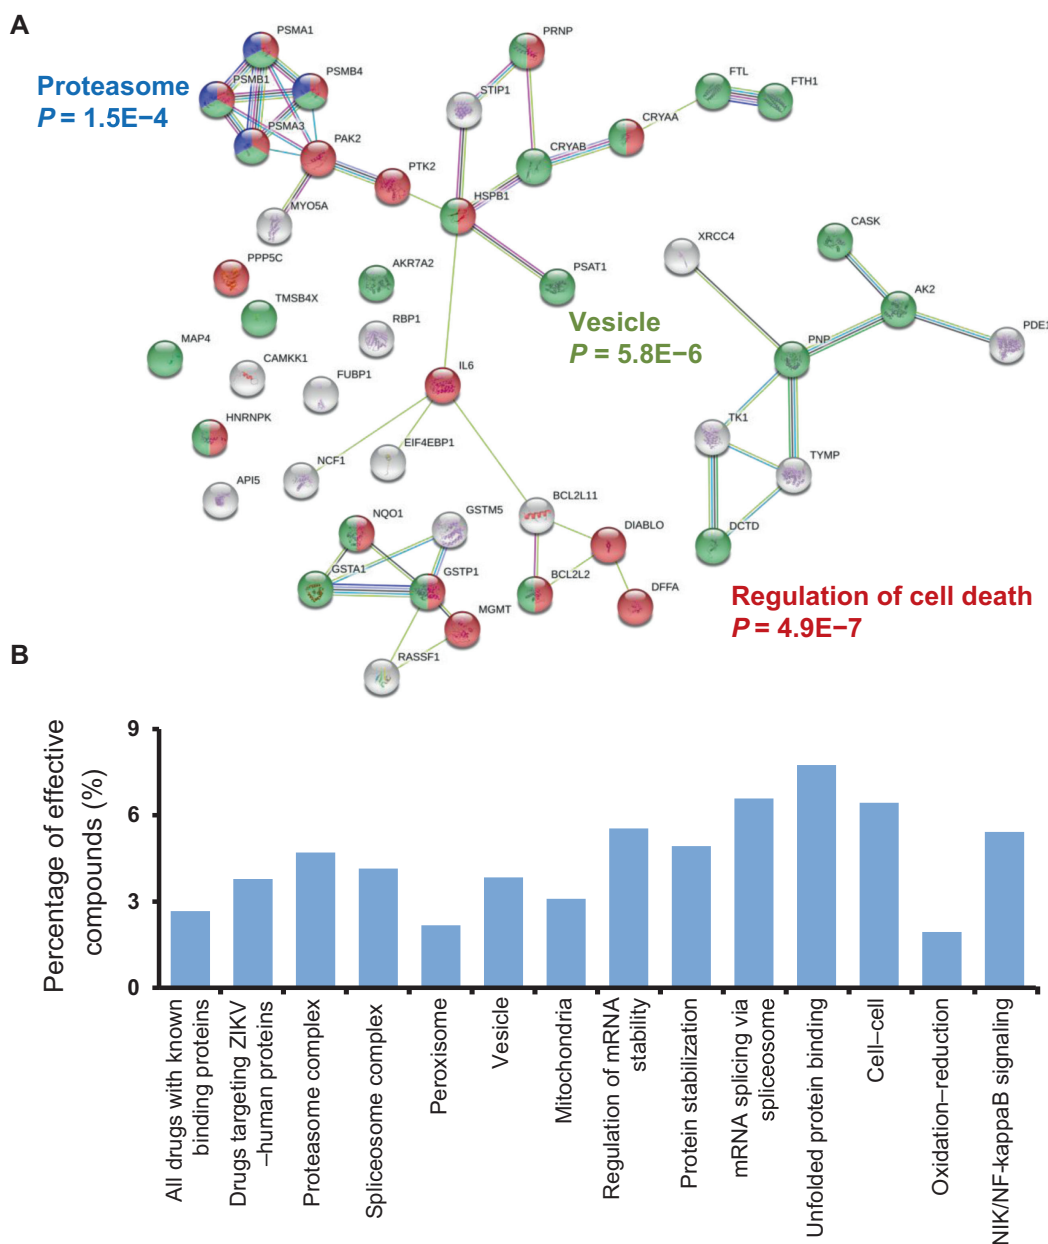 A
PSMA1
PRNP
PSMB4
Proteasome
P = 1.5E−4
PSMB1
STIP1
FTL
FTH1
PSMA3
CRYAA
PAK2
CRYAB
PTK2
HSPB1
MYO5A
CASK
XRCC4
PPP5C
AKR7A2
PSAT1
AK2
TMSB4X
Vesicle
P = 5.8E−6
RBP1
PDE1
MAP4
PNP
CAMKK1
FUBP1
IL6
HNRNPK
TK1
EIF4EBP1
NCF1
TYMP
API5
BCL2L11
NQO1
GSTM5
DIABLO
DCTD
GSTA1
GSTP1
BCL2L2
DFFA
MGMT
Regulation of cell death
P = 4.9E−7
RASSF1
B
Percentage of effective
compounds (%)
9
6
3
0
All drugs with known
binding proteins
Drugs targeting ZIKV
–human proteins
Proteasome complex
Spliceosome complex
Peroxisome
Vesicle
Mitochondria
Regulation of mRNA
stability
Protein stabilization
mRNA splicing via
spliceosome
Unfolded protein binding
Cell–cell
Oxidation–reduction
NIK/NF-kappaB signaling